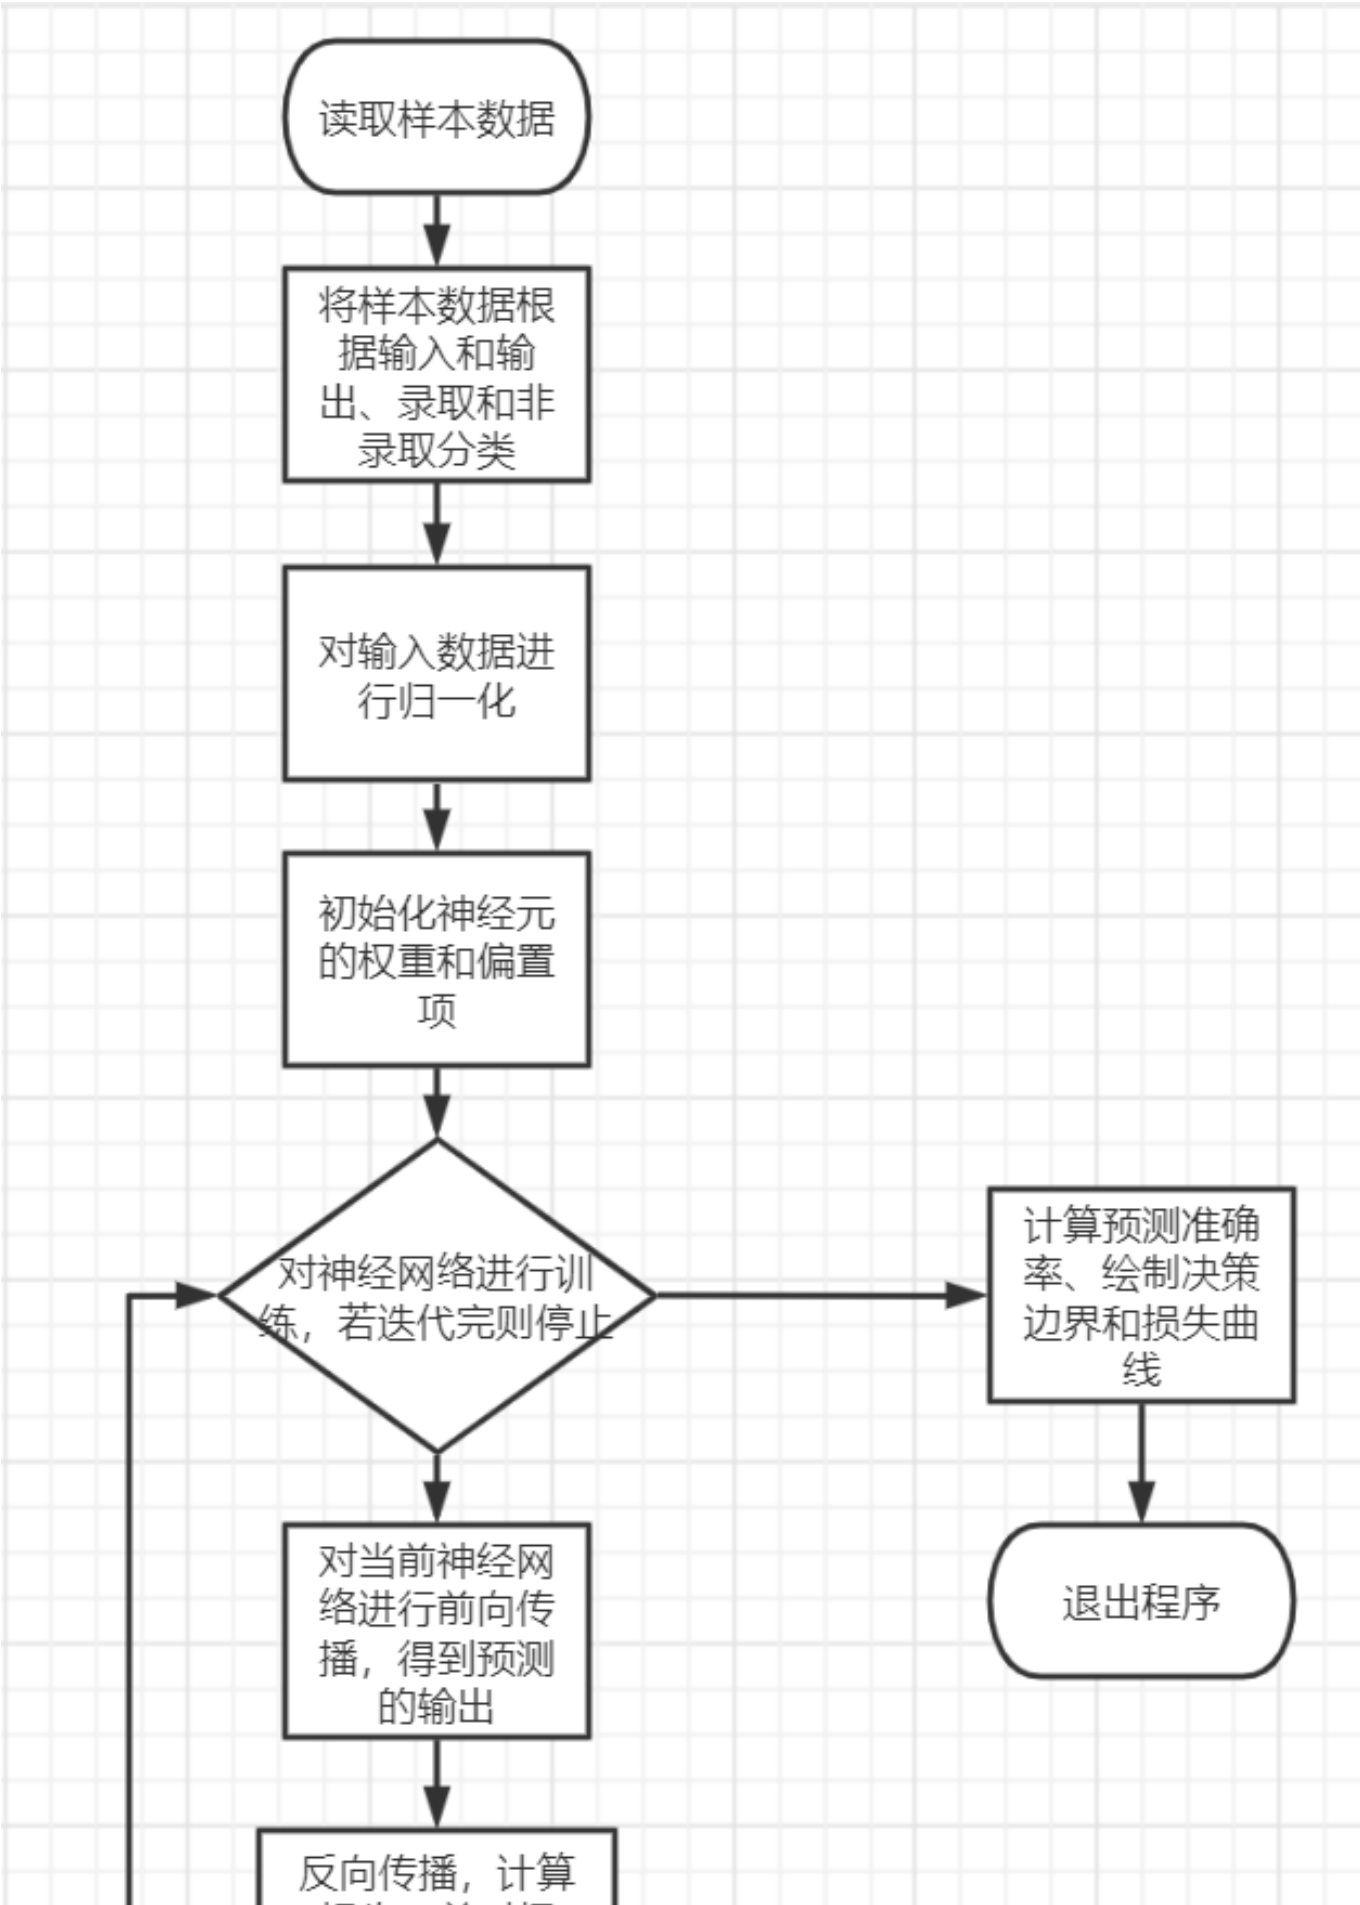 读取样本数据
将样本数据根
据输入和输
出、录取和非
录取分类
对输入数据进
行归一化
初始化神经元
的权重和偏置
项
对神经网络进行训
练，若迭代完则停止
计算预测准确
率、绘制决策
边界和损失曲
线
对当前神经网
络进行前向传
播，得到预测
的输出
退出程序
反向传播，计算